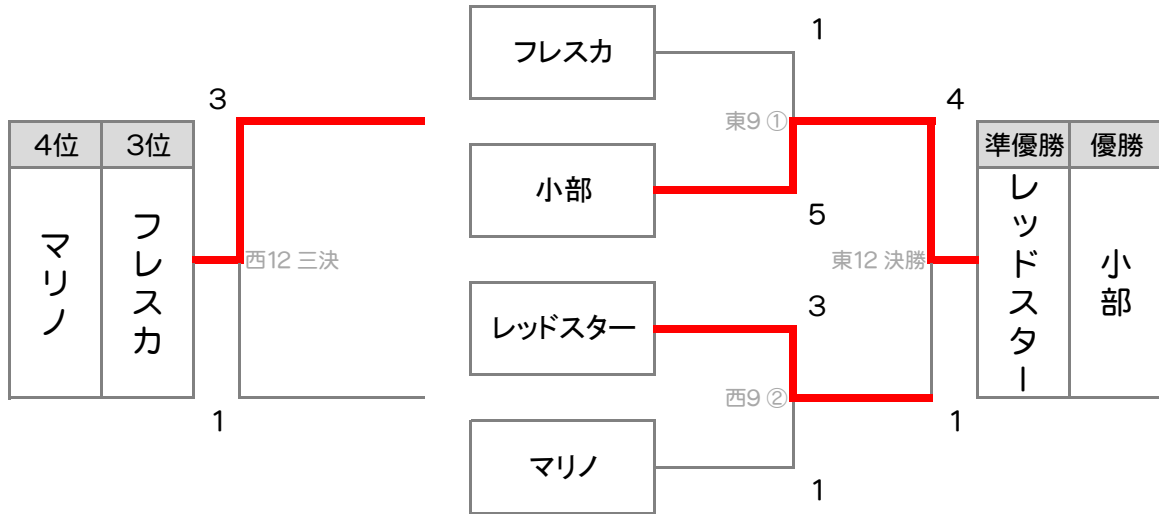 フレスカ
1
3
4
東9 ①
4位
3位
準優勝
優勝
小部
5
マリノ
フレスカ
西12 三決
東12 決勝
レッドスター
小部
レッドスター
3
西9 ②
1
1
マリノ
1